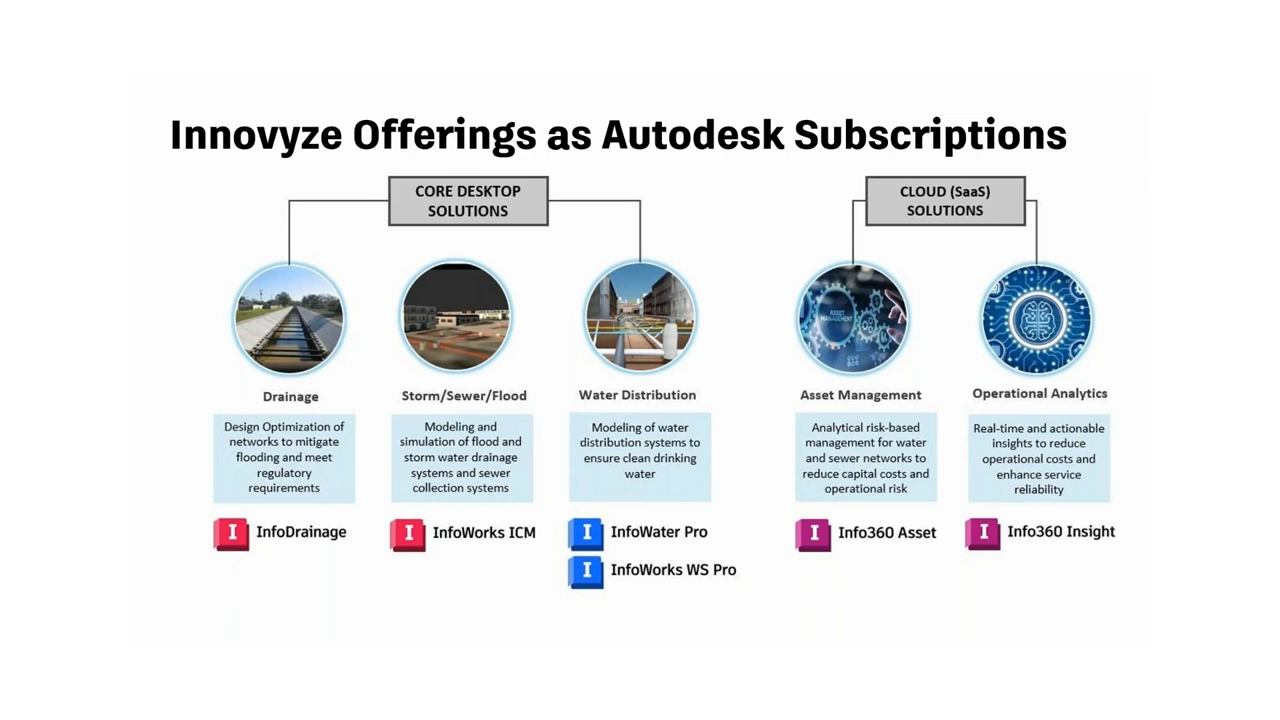 Innovyze Offerings as Autodesk Subscriptions
CORE DESKTOP
SOLUTIONS
CLOUD (SaaS)
SOLUTIONS
ASSET
MANAGEMENT
Drainage
Storm/Sewer/Flood
Water Distribution
Asset Management
Operational Analytics
Design Optimization of
networks to mitigate
flooding and meet
regulatory
requirements
Modeling and
simulation of flood and
storm water drainage
systems and sewer
collection systems
Modeling of water
distribution systems to
ensure clean drinking
water
Analytical risk-based
management for water
and sewer networks to
reduce capital costs and
operational risk
Real-time and actionable
insights to reduce
operational costs and
enhance service
reliability
I InfoDrainage
I InfoWorks ICM
I InfoWater Pro
I InfoWorks WS Pro
I Info360 Asset
I Info360 Insight